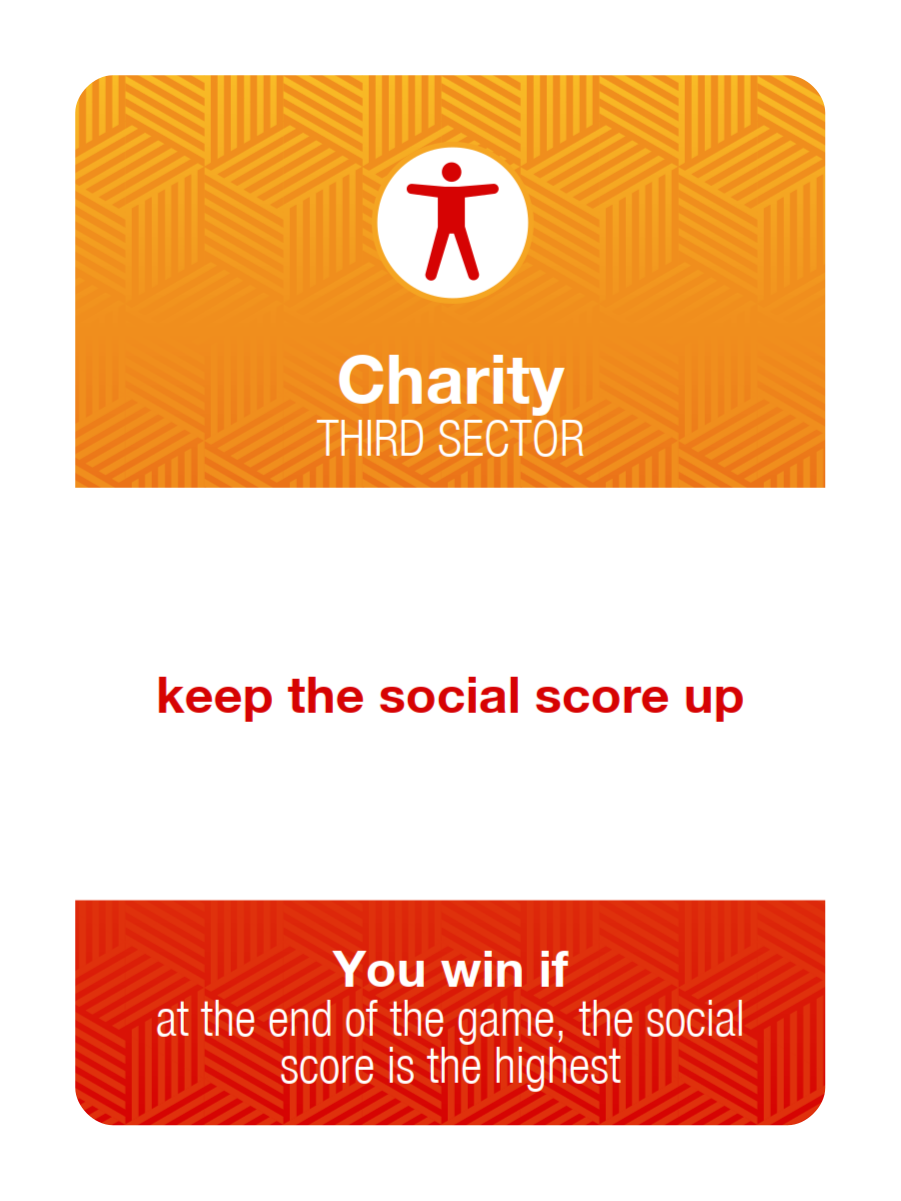 Charity
THIRD SECTOR
keep the social score up
You win if
at the end of the game, the social
score is the highest